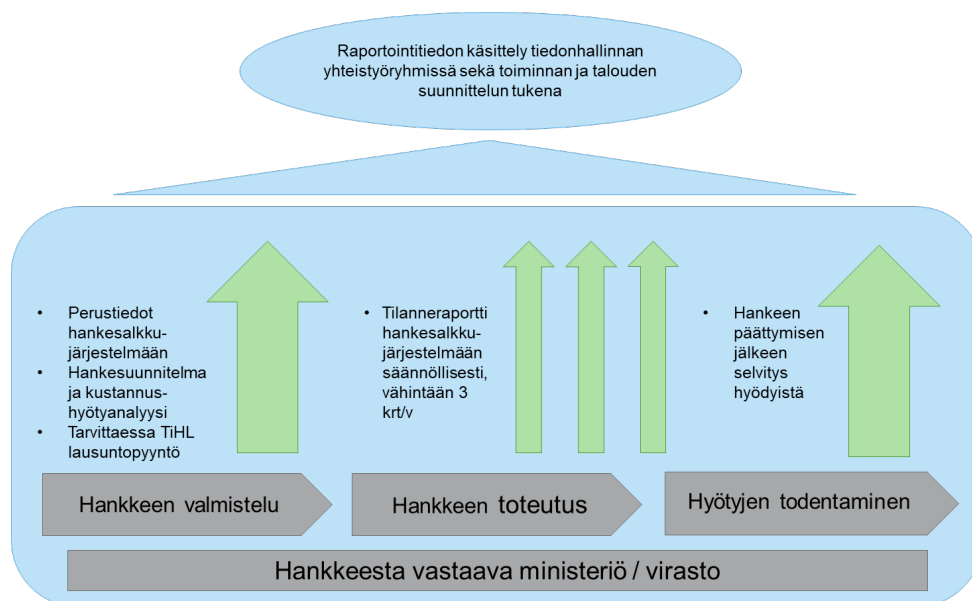 Raportointitiedon käsittely tiedonhallinnan
yhteistyöryhmissä sekä toiminnan ja talouden
suunnittelun tukena
• Perustiedot
hankesalkku-
järjestelmään
• Hankesuunnitelma
ja kustannus-
hyötyanalyysi
• Tarvittaessa TiHL
lausuntopyyntö
• Tilanneraportti
hankesalkku-
järjestelmään
säännöllisesti,
vähintään 3
krt/v
• Hankeen
päättymisen
jälkeen
selvitys
hyödyistä
Hankkeen valmistelu
Hankkeen toteutus
Hyötyjen todentaminen
Hankkeesta vastaava ministeriö / virasto